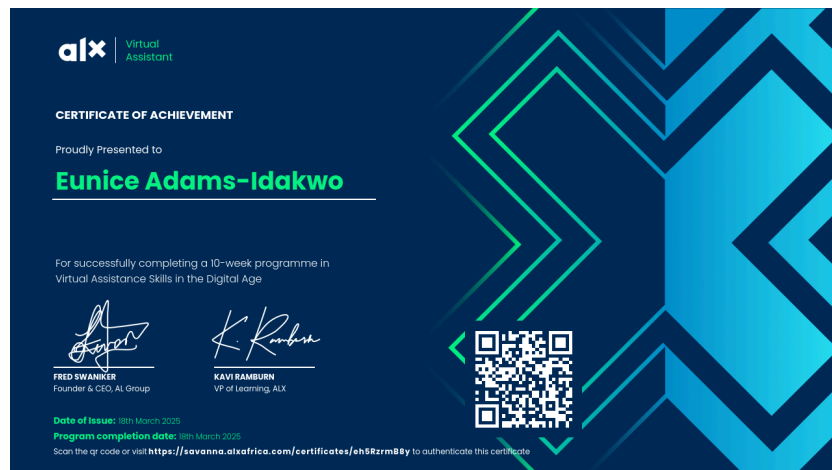 alx
Virtual
Assistant
CERTIFICATE OF ACHIEVEMENT
Proudly Presented to
Eunice Adams-Idakwo
For successfully completing a 10-week programme in
Virtual Assistance Skills in the Digital Age
K. Ramburn
FRED SWANIKER
Founder & CEO, AL Group
KAVI RAMBURN
VP of Learning, ALX
Date of Issue: 18th March 2025
Program completion date: 18th March 2025
Scan the qr code or visit https://savanna.alxafrica.com/certificates/eh5RzrmB8y to authenticate this certificate